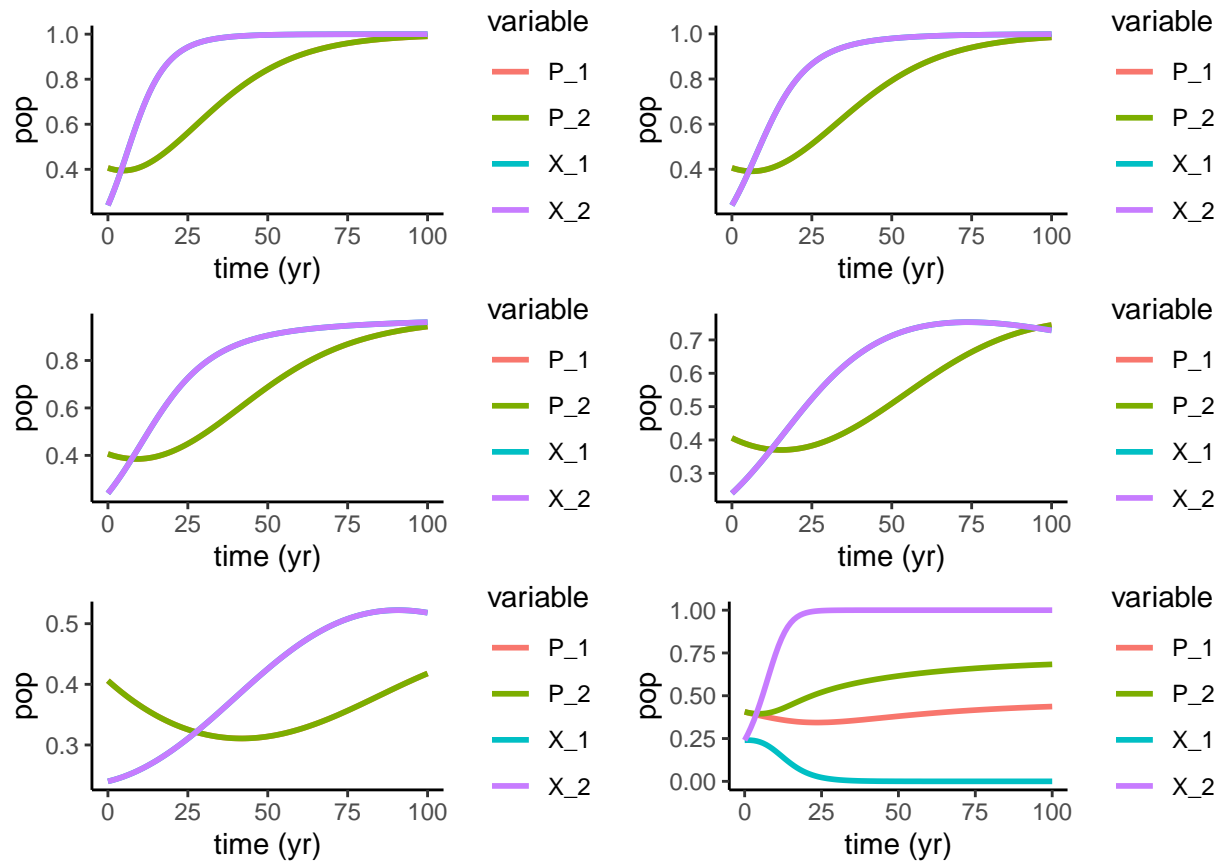 variable
1.0
0.8
0.6
0.4
pop
0 25 50 75 100
time (yr)
P_1
P_2
X_1
X_2
variable
1.0
0.8
0.6
0.4
pop
0 25 50 75 100
time (yr)
P_1
P_2
X_1
X_2
variable
0.8
0.6
0.4
pop
0 25 50 75 100
time (yr)
P_1
P_2
X_1
X_2
variable
0.7
0.6
0.5
0.4
0.3
pop
0 25 50 75 100
time (yr)
P_1
P_2
X_1
X_2
variable
0.5
0.4
0.3
pop
0 25 50 75 100
time (yr)
P_1
P_2
X_1
X_2
variable
1.00
0.75
0.50
0.25
0.00
pop
0 25 50 75 100
time (yr)
P_1
P_2
X_1
X_2